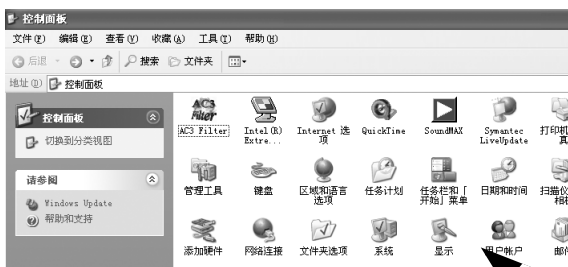 控制面板
文件(F) 编辑(E) 查看(V) 收藏(A) 工具(T) 帮助(H)
后退 搜索 文件夹
地址(D) 控制面板
控制面板
切换到分类视图
请参阅
Windows Update
帮助和支持
AC3 Filter
AC3 Filter Intel(R) Extre... Internet 选项 QuickTime SoundMAX Symantec LiveUpdate 打印机
管理工具 键盘 区域和语言选项 任务计划 任务栏和「开始」菜单 日期和时间 扫描仪
添加硬件 网络连接 文件夹选项 系统 显示 用户帐户 邮件